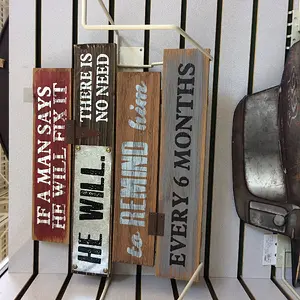 IF A MAN SAYS
HE WILL FIX IT
HE WILL..
THERE IS
NO NEED
to REMIND him
EVERY 6 MONTHS